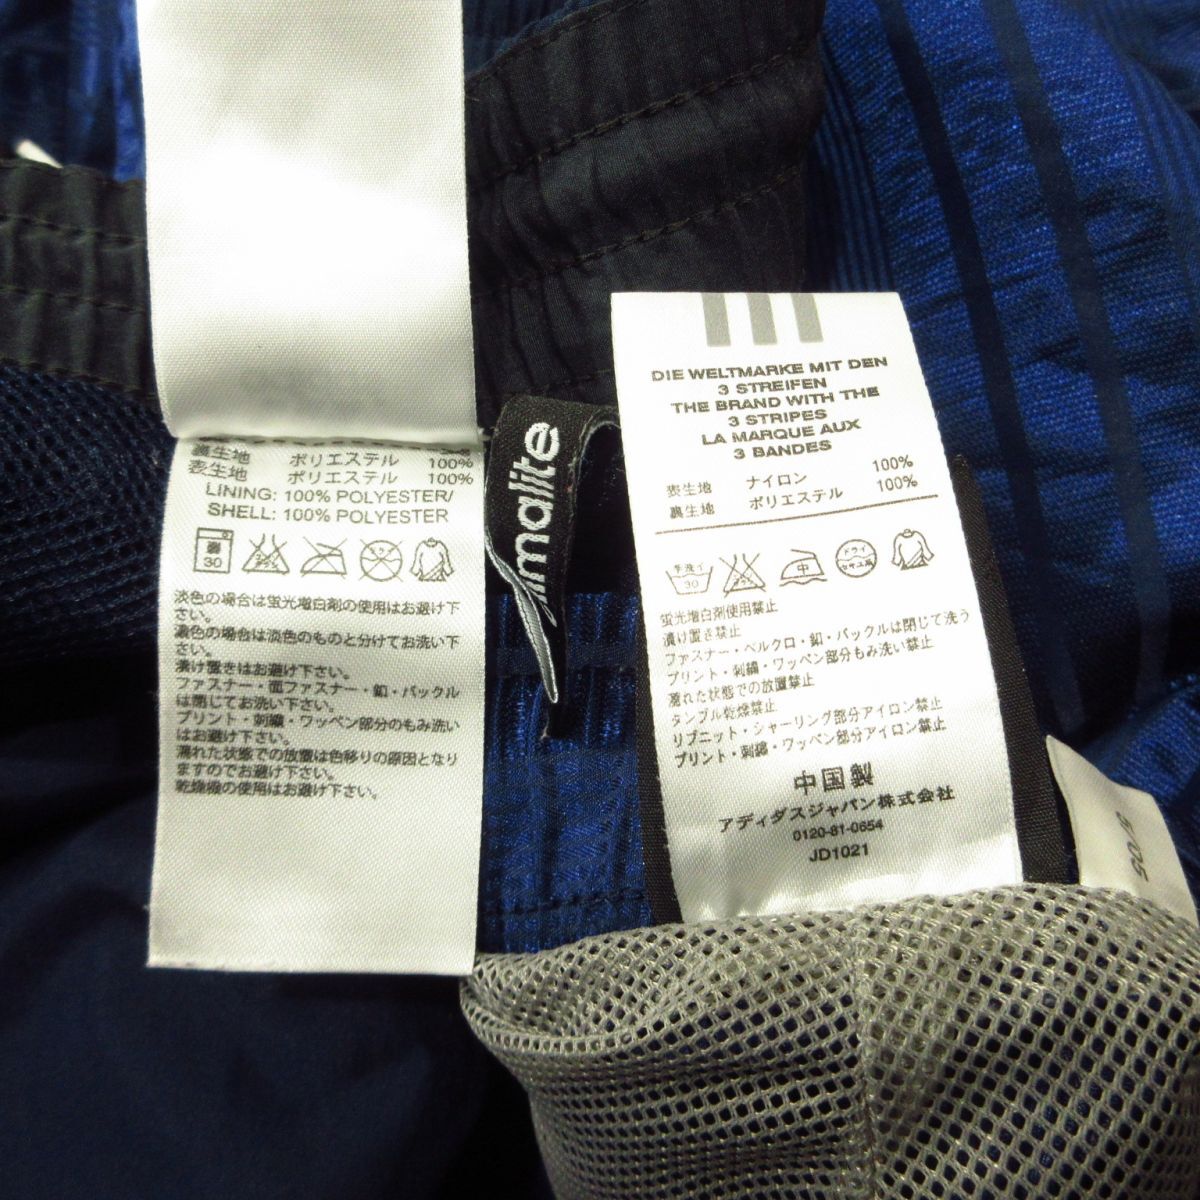 裏生地 ポリエステル 100%
表生地 ポリエステル 100%
LINING: 100% POLYESTER/
SHELL: 100% POLYESTER
30
淡色の場合は蛍光増白剤の使用はお避け下
さい。
濃色の場合は淡色のものと分けてお洗い下
さい。
漬け置きはお避け下さい。
ファスナー・面ファスナー・釦・バックル
は閉じてお洗い下さい。
プリント・刺繍・ワッペン部分のもみ洗い
はお避け下さい。
濡れた状態での放置は色移りの原因となり
ますのでお避け下さい。
乾燥機の使用はお避け下さい。
imalite
DIE WELTMARKE MIT DEN
3 STREIFEN
THE BRAND WITH THE
3 STRIPES
LA MARQUE AUX
3 BANDES
表生地 ナイロン 100%
裏生地 ポリエステル 100%
手洗イ 30 中 ドライ セキユ系
蛍光増白剤使用禁止
漬け置き禁止
ファスナー・ベルクロ・釦・バックルは閉じて洗う
プリント・刺繍・ワッペン部分もみ洗い禁止
濡れた状態での放置禁止
タンブル乾燥禁止
リブニット・シャーリング部分アイロン禁止
プリント・刺繍・ワッペン部分アイロン禁止
中国製
アディダスジャパン株式会社
0120-81-0654
JD1021